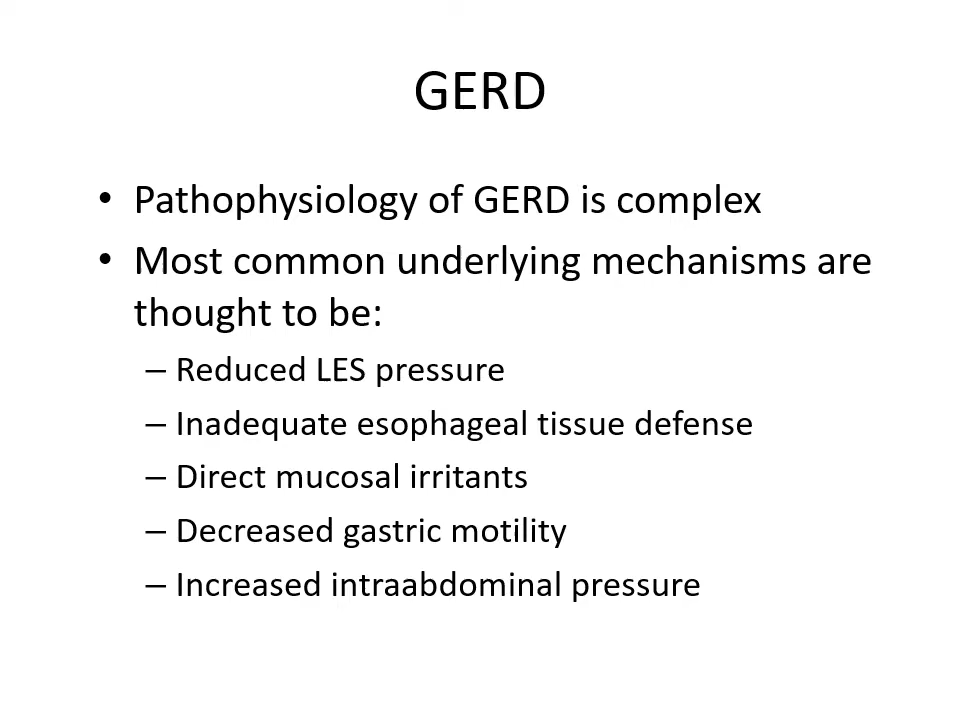 GERD
• Pathophysiology of GERD is complex
• Most common underlying mechanisms are
thought to be:
– Reduced LES pressure
– Inadequate esophageal tissue defense
– Direct mucosal irritants
– Decreased gastric motility
– Increased intraabdominal pressure